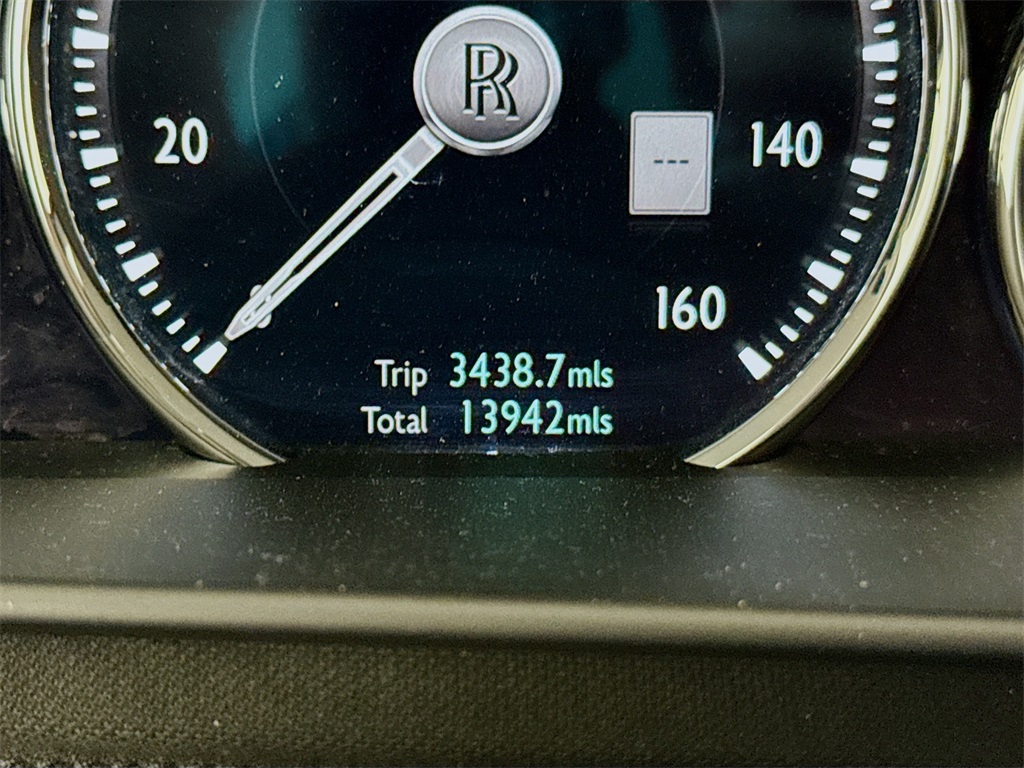 RR
20
140
---
160
Trip 3438.7mls
Total 13942mls